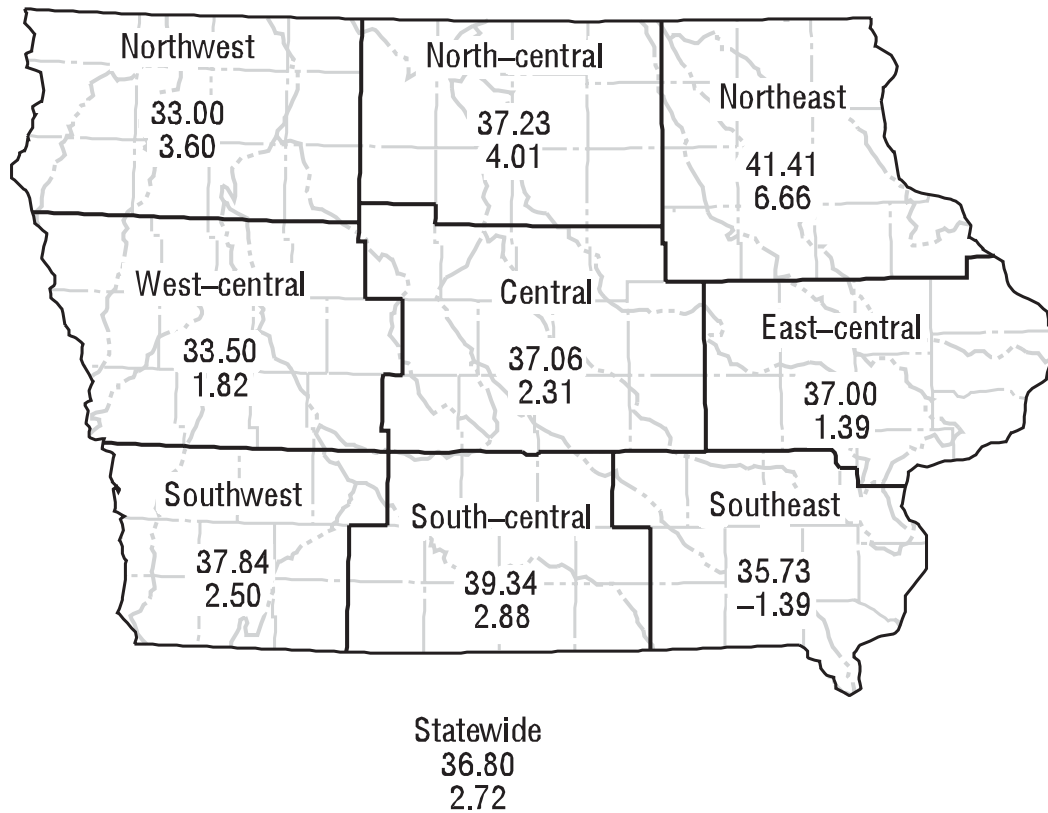 Northwest
33.00
3.60
North–central
37.23
4.01
Northeast
41.41
6.66
West–central
33.50
1.82
Central
37.06
2.31
East–central
37.00
1.39
Southwest
37.84
2.50
South–central
39.34
2.88
Southeast
35.73
–1.39
Statewide
36.80
2.72